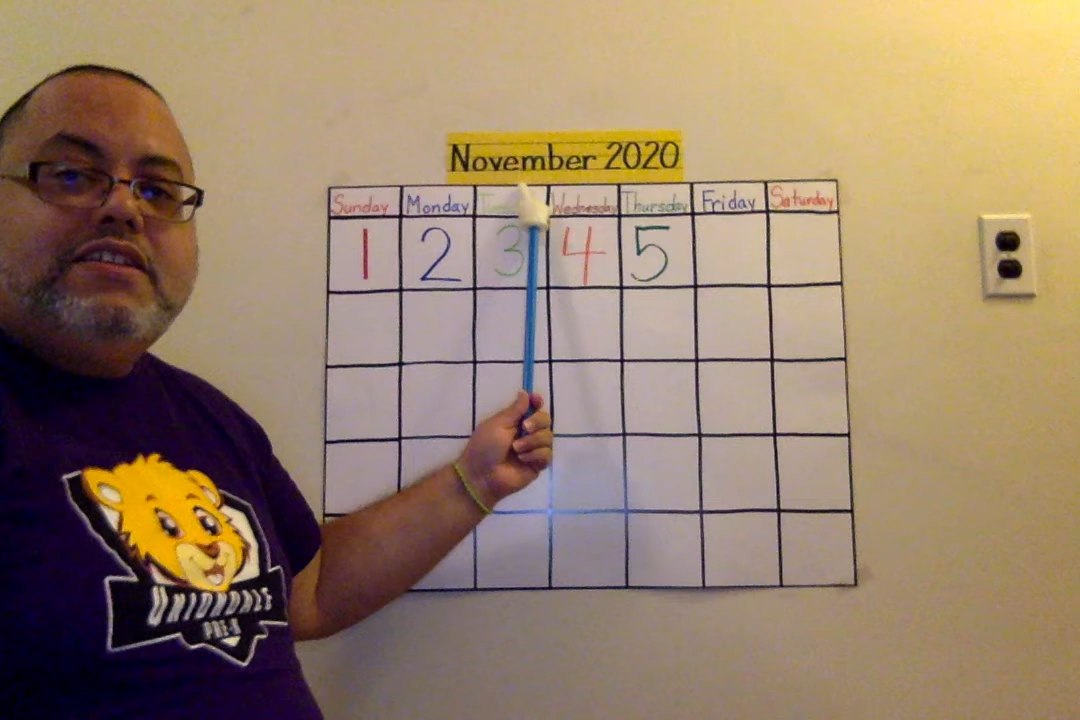 November 2020
Sunday Monday Wednesday Thursday Friday Saturday
1 2 3 4 5
UNIONDALE
PRE-K